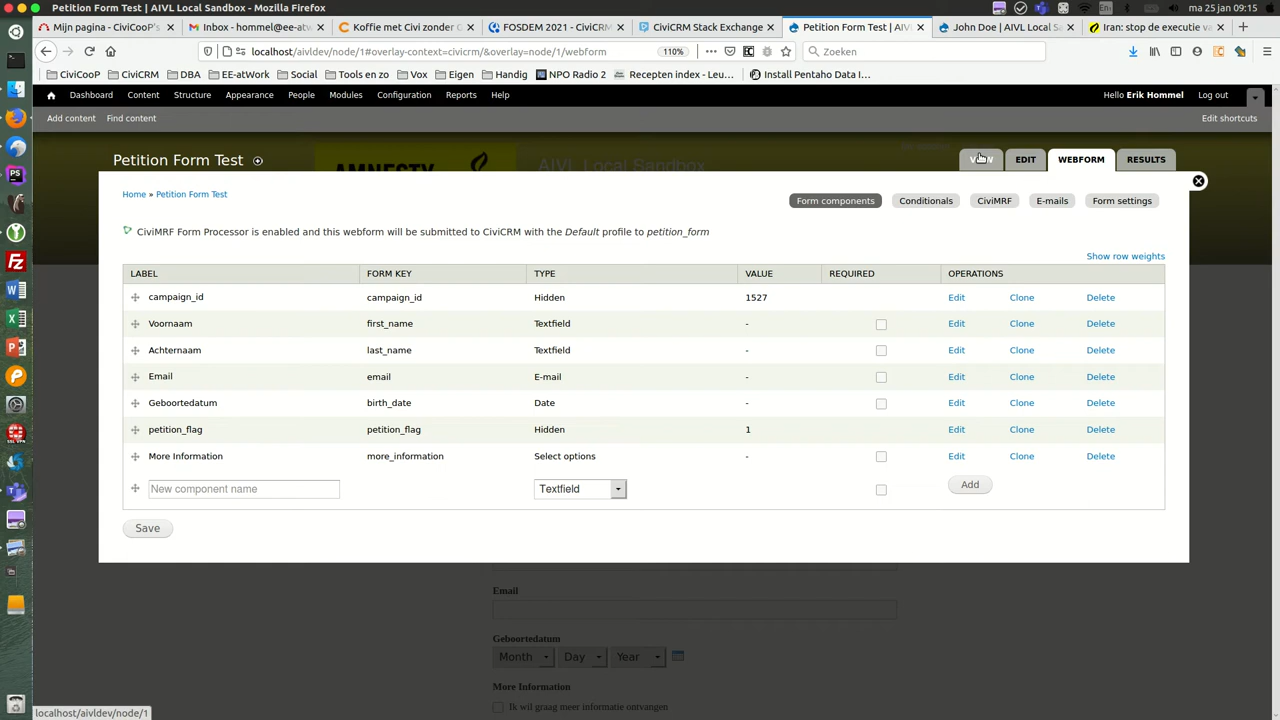 Petition Form Test | AIVL Local Sandbox - Mozilla Firefox
En
ma 25 jan 09:15
Mijn pagina - my.t
Inbox - hommel@ee-at
Koffie met Civi zonder
FOSDEM 2021 - CiviCRM
CiviCRM Stack Exchange
Petition Form Test | AIVL
John Doe | AIVL Local S
Iran: stop de executie va
localhost/aivldev/node/1#overlay-context=civicrm/&overlay=node/1/webform
110%
Zoeken
CiviCooP
CiviCRM
DBA
EE-atWork
Social
Tools en zo
Vox
Eigen
Handig
NPO Radio 2
Recepten index - Leu...
Install Pentaho Data I...
Dashboard
Content
Structure
Appearance
People
Modules
Configuration
Reports
Help
Hello Erik Hommel
Log out
Add content
Find content
Edit shortcuts
AMNESTY
AIVL Local Sandbox
Petition Form Test
EDIT
WEBFORM
RESULTS
Home » Petition Form Test
Form components
Conditionals
CiviMRF
E-mails
Form settings
CiviMRF Form Processor is enabled and this webform will be submitted to CiviCRM with the Default profile to petition_form
Show row weights
LABEL FORM KEY TYPE VALUE REQUIRED OPERATIONS
campaign_id campaign_id Hidden 1527 Edit Clone Delete
Voornaam first_name Textfield - Edit Clone Delete
Achternaam last_name Textfield - Edit Clone Delete
Email email E-mail - Edit Clone Delete
Geboortedatum birth_date Date - Edit Clone Delete
petition_flag petition_flag Hidden 1 Edit Clone Delete
More Information more_information Select options - Edit Clone Delete
New component name Textfield Add
Save
Email
Geboortedatum
Month Day Year
More Information
Ik wil graag meer informatie ontvangen
localhost/aivldev/node/1